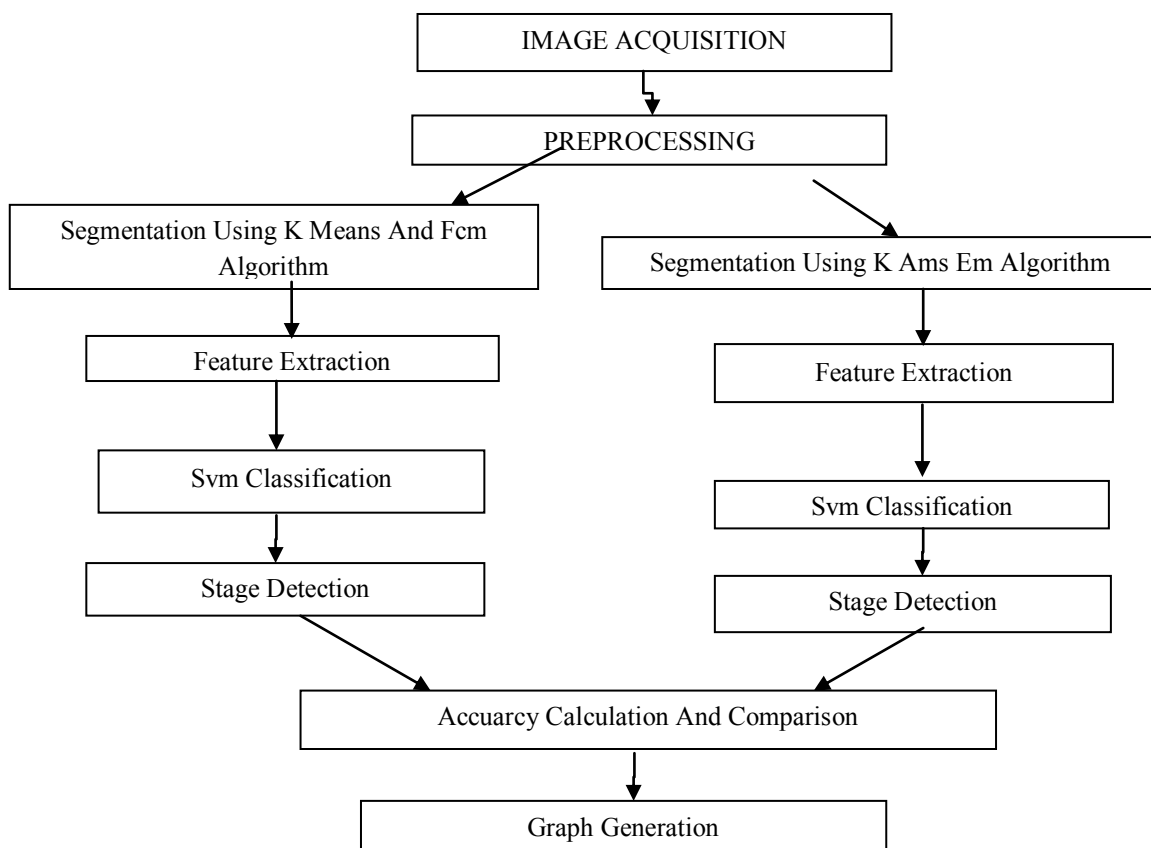 IMAGE ACQUISITION
PREPROCESSING
Segmentation Using K Means And Fcm
Algorithm
Segmentation Using K Ams Em Algorithm
Feature Extraction
Feature Extraction
Svm Classification
Svm Classification
Stage Detection
Stage Detection
Accuarcy Calculation And Comparison
Graph Generation